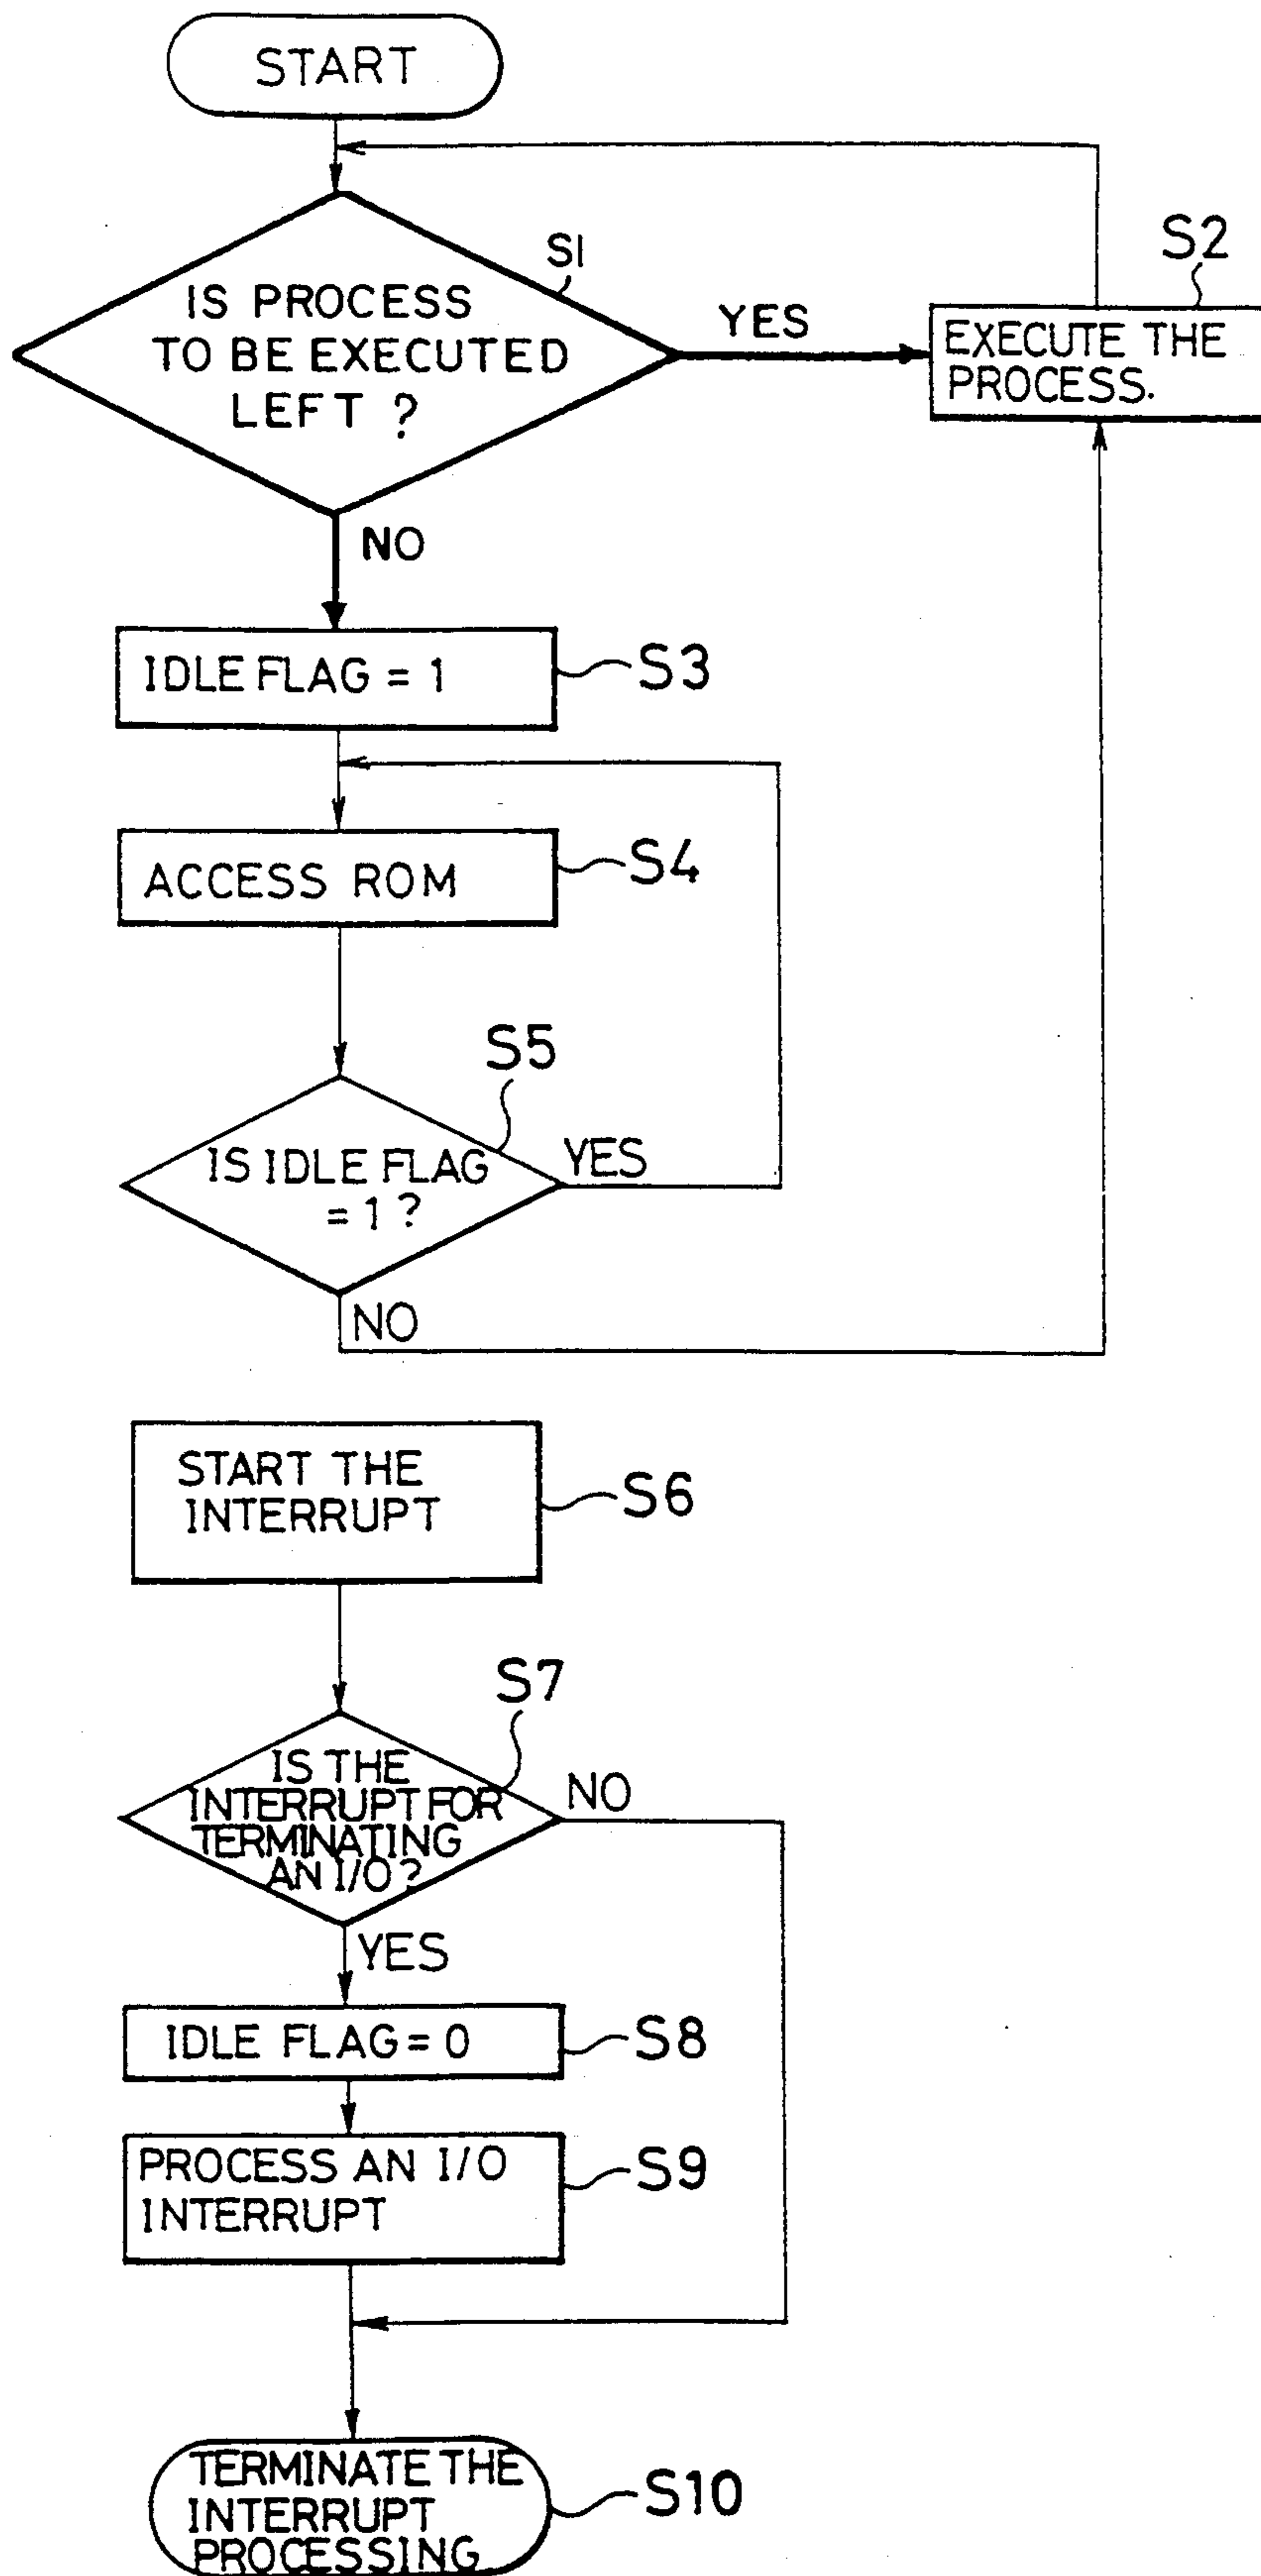 START
S1
IS PROCESS
TO BE EXECUTED
LEFT ?
YES
S2
EXECUTE THE
PROCESS.
NO
IDLE FLAG = 1
S3
ACCESS ROM
S4
S5
IS IDLE FLAG
= 1 ?
YES
NO
START THE
INTERRUPT
S6
S7
IS THE
INTERRUPT FOR
TERMINATING
AN I/O?
NO
YES
IDLE FLAG = 0
S8
PROCESS AN I/O
INTERRUPT
S9
TERMINATE THE
INTERRUPT
PROCESSING
S10